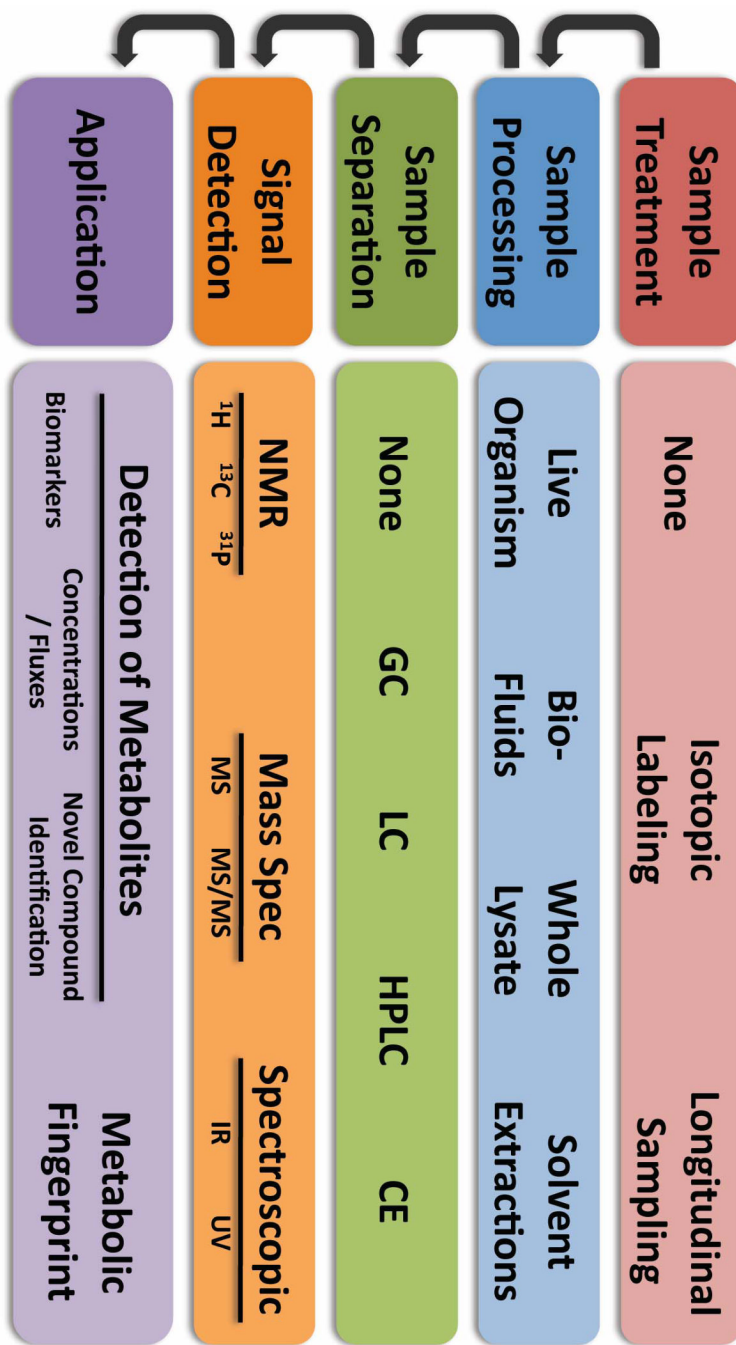 Sample
Treatment
None
Isotopic
Labeling
Longitudinal
Sampling
Sample
Processing
Live
Organism
Bio-
Fluids
Whole
Lysate
Solvent
Extractions
Sample
Separation
None
GC
LC
HPLC
CE
Signal
Detection
NMR
¹H ¹³C ³¹P
Mass Spec
MS MS/MS
Spectroscopic
IR UV
Application
Detection of Metabolites
Biomarkers
Concentrations
/ Fluxes
Novel Compound
Identification
Metabolic
Fingerprint